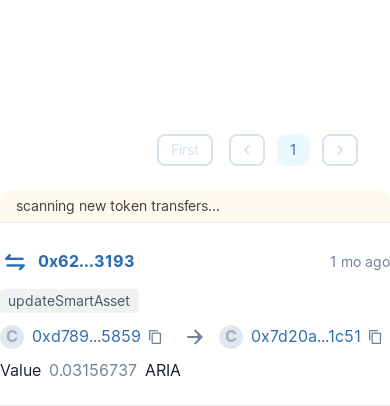 First 1
scanning new token transfers...
0x62...3193 1 mo ago
updateSmartAsset
C 0xd789...5859 C 0x7d20a...1c51
Value 0.03156737 ARIA